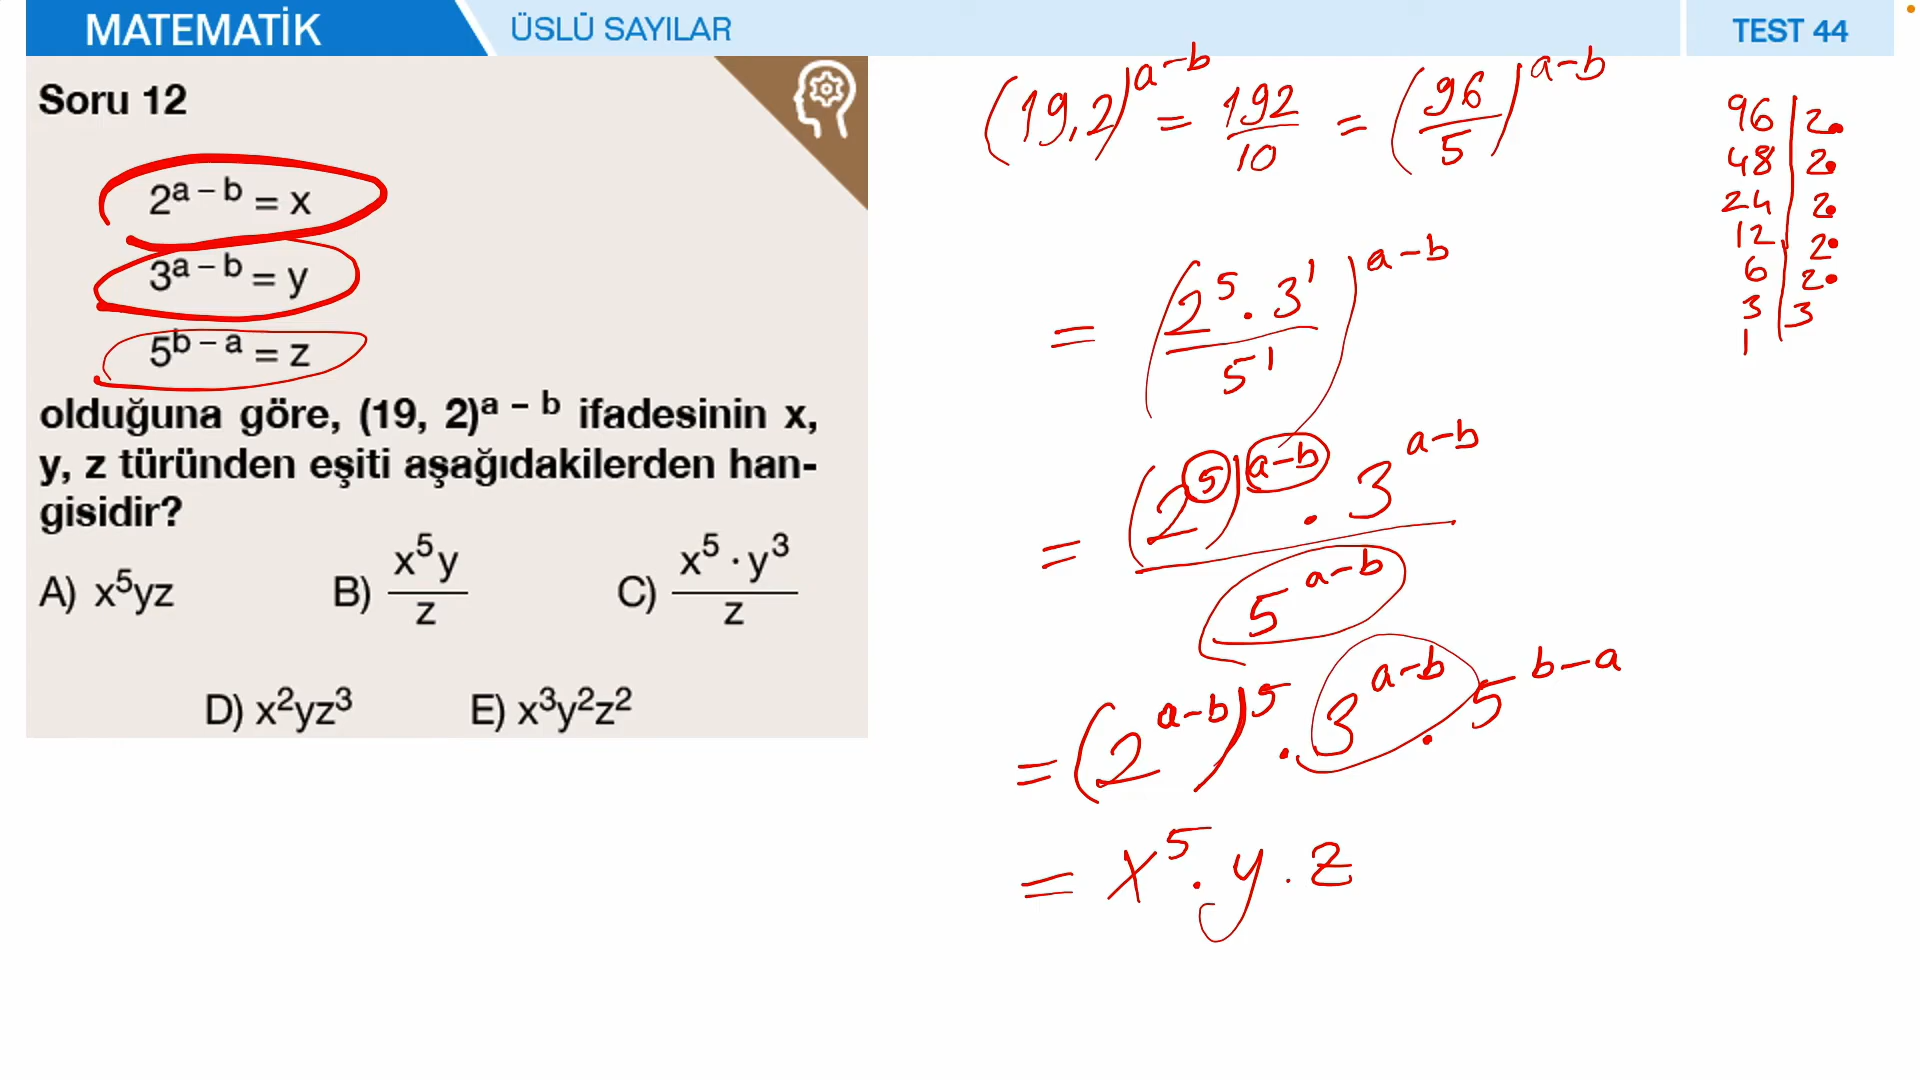 MATEMATİK
ÜSLÜ SAYILAR
TEST 44
Soru 12
2^{a – b} = x
3^{a – b} = y
5^{b – a} = z
olduğuna göre, (19, 2)^{a – b} ifadesinin x,
y, z türünden eşiti aşağıdakilerden han-
gisidir?
A) x⁵yz B) x⁵y/z C) x⁵ · y³/z
D) x²yz³ E) x³y²z²
(19,2)^{a-b} = 192/10 = (96/5)^{a-b}
= (2⁵ · 3¹/5¹)^{a-b}
= (2⁵)^{a-b} · 3^{a-b}/5^{a-b}
= (2^{a-b})⁵ · 3^{a-b} · 5^{b-a}
= x⁵ · y · z
96 | 2
48 | 2
24 | 2
12 | 2
6 | 2
3 | 3
1